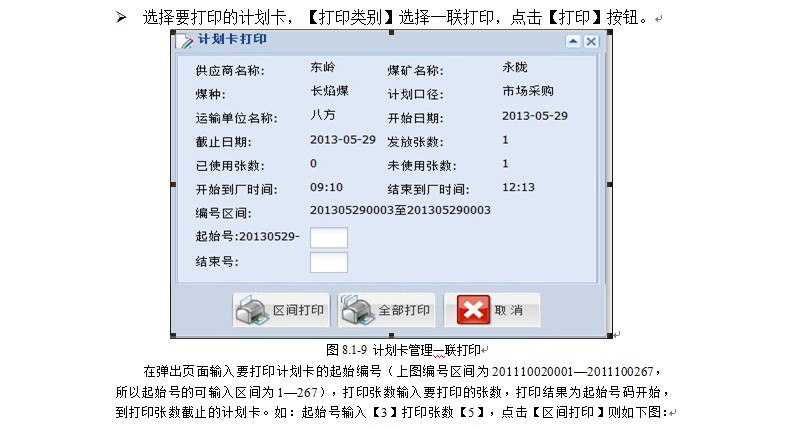 ➢ 选择要打印的计划卡，【打印类别】选择一联打印，点击【打印】按钮。
计划卡打印
供应商名称: 东岭 煤矿名称: 永陇
煤种: 长焰煤 计划口径: 市场采购
运输单位名称: 八方 开始日期: 2013-05-29
截止日期: 2013-05-29 发放张数: 1
已使用张数: 0 未使用张数: 1
开始到厂时间: 09:10 结束到厂时间: 12:13
编号区间: 201305290003至201305290003
起始号:20130529-
结束号:
区间打印 全部打印 取 消
图 8.1-9 计划卡管理—联打印
在弹出页面输入要打印计划卡的起始编号（上图编号区间为 201110020001—2011100267，
所以起始号的可输入区间为 1—267），打印张数输入要打印的张数，打印结果为起始号码开始，
到打印张数截止的计划卡。如：起始号输入【3】打印张数【5】，点击【区间打印】则如下图：